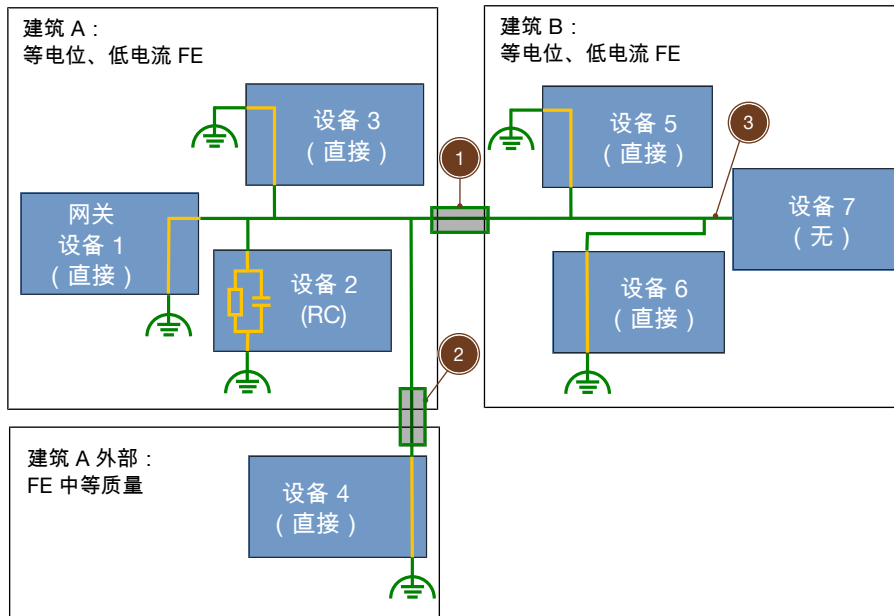 建筑 A：
等电位、低电流 FE
设备 3
（直接）
网关
设备 1
（直接）
设备 2
(RC)
1
2
建筑 A 外部：
FE 中等质量
设备 4
（直接）
建筑 B：
等电位、低电流 FE
设备 5
（直接）
3
设备 7
（无）
设备 6
（直接）